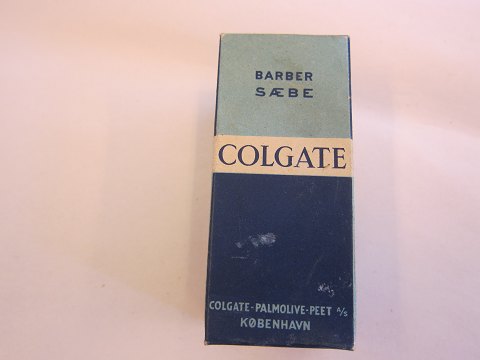 BARBER
SÆBE
COLGATE
COLGATE-PALMOLIVE-PEET A/S
KØBENHAVN